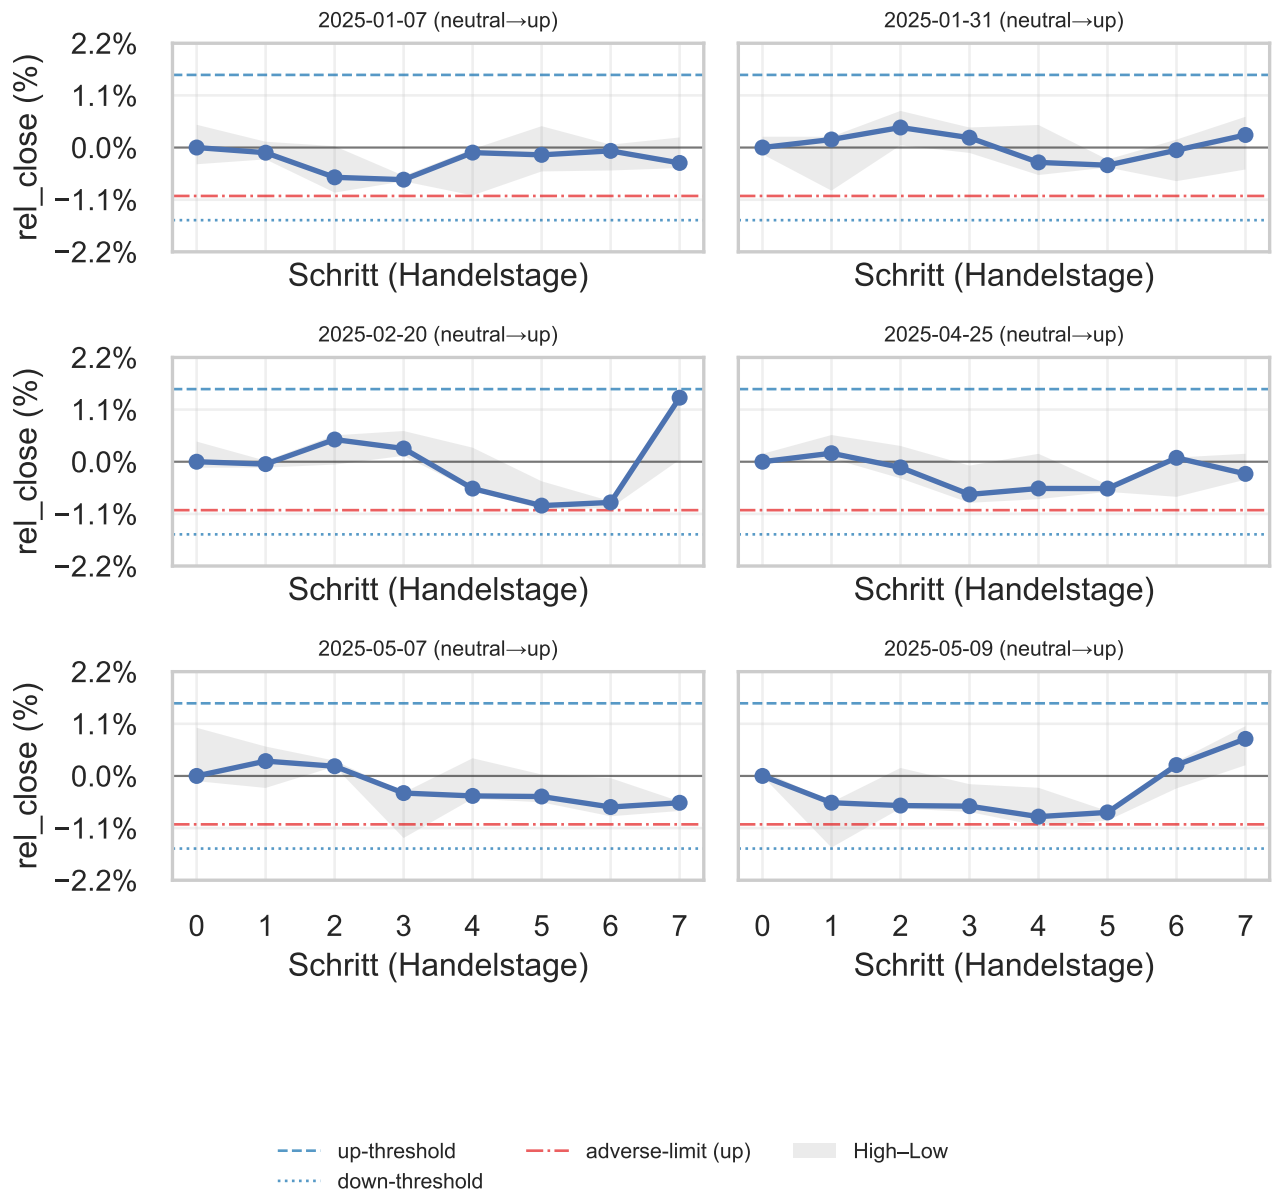 2025-01-07 (neutral→up)
2025-01-31 (neutral→up)
rel_close (%)
2.2%
1.1%
0.0%
−1.1%
−2.2%
Schritt (Handelstage)
Schritt (Handelstage)
2025-02-20 (neutral→up)
2025-04-25 (neutral→up)
rel_close (%)
2.2%
1.1%
0.0%
−1.1%
−2.2%
Schritt (Handelstage)
Schritt (Handelstage)
2025-05-07 (neutral→up)
2025-05-09 (neutral→up)
rel_close (%)
2.2%
1.1%
0.0%
−1.1%
−2.2%
0 1 2 3 4 5 6 7
0 1 2 3 4 5 6 7
Schritt (Handelstage)
Schritt (Handelstage)
up-threshold
down-threshold
adverse-limit (up)
High–Low